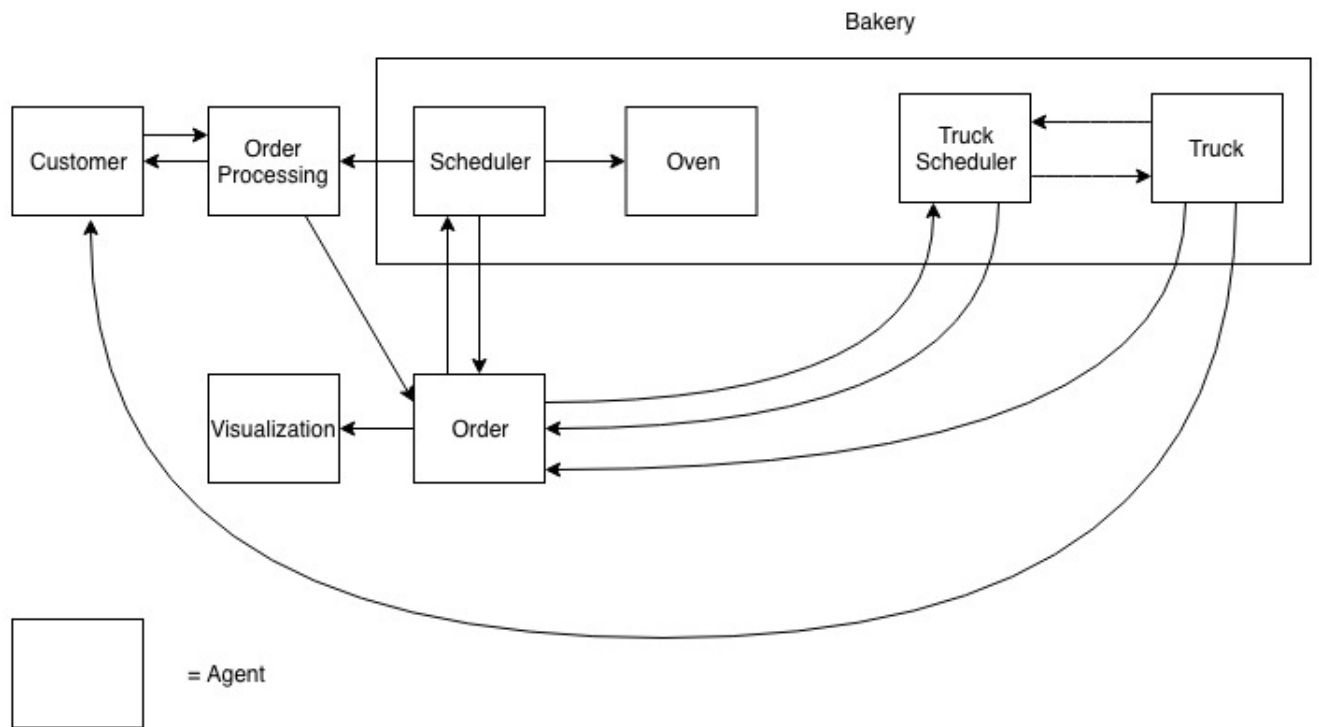 Bakery
Customer
Order
Processing
Scheduler
Oven
Truck
Scheduler
Truck
Visualization
Order
= Agent